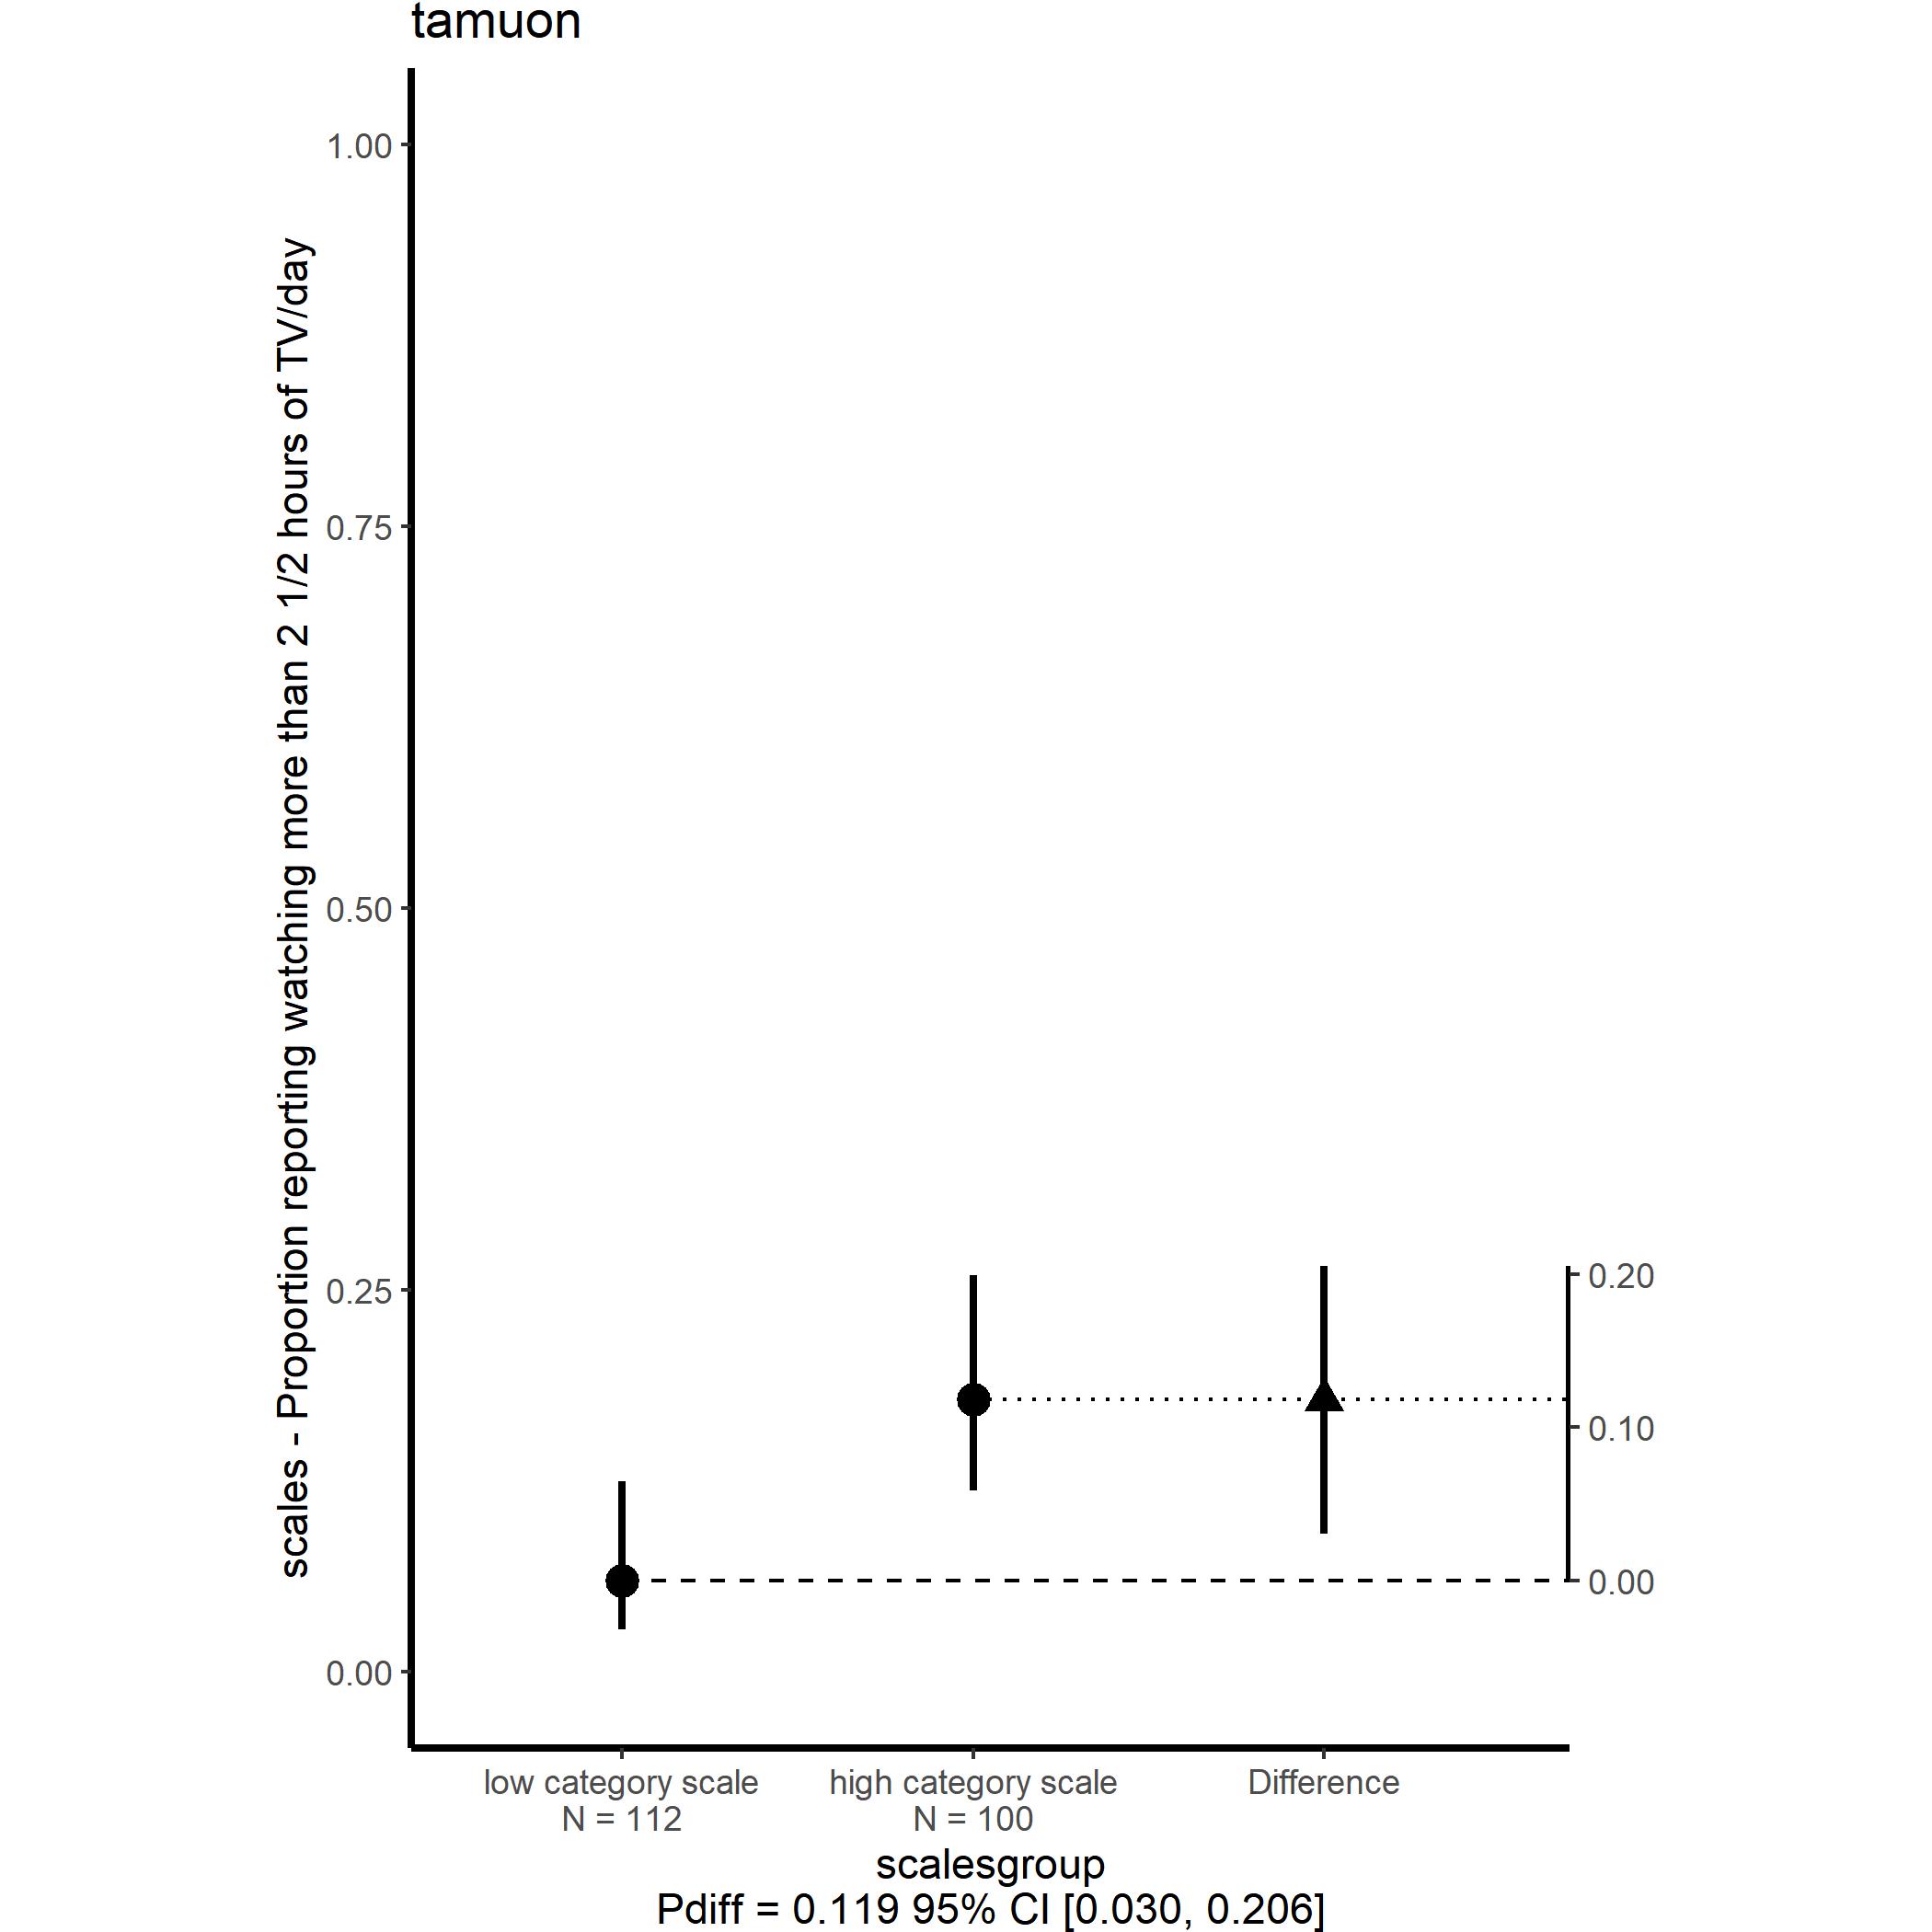 tamuon
scales - Proportion reporting watching more than 2 1/2 hours of TV/day
1.00
0.75
0.50
0.25
0.00
0.20
0.10
0.00
low category scale
N = 112
high category scale
N = 100
Difference
scalesgroup
Pdiff = 0.119 95% CI [0.030, 0.206]